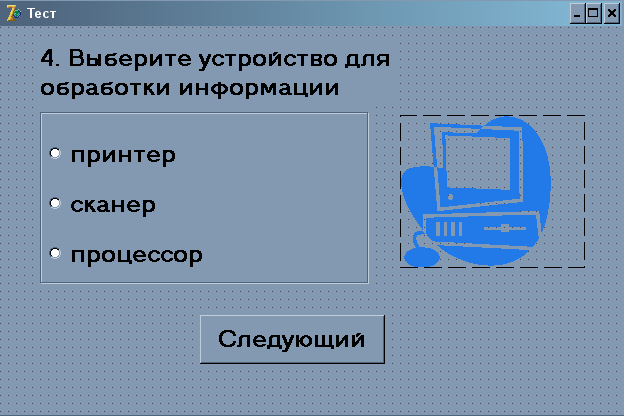 Тест
4. Выберите устройство для
обработки информации
принтер
сканер
процессор
Следующий